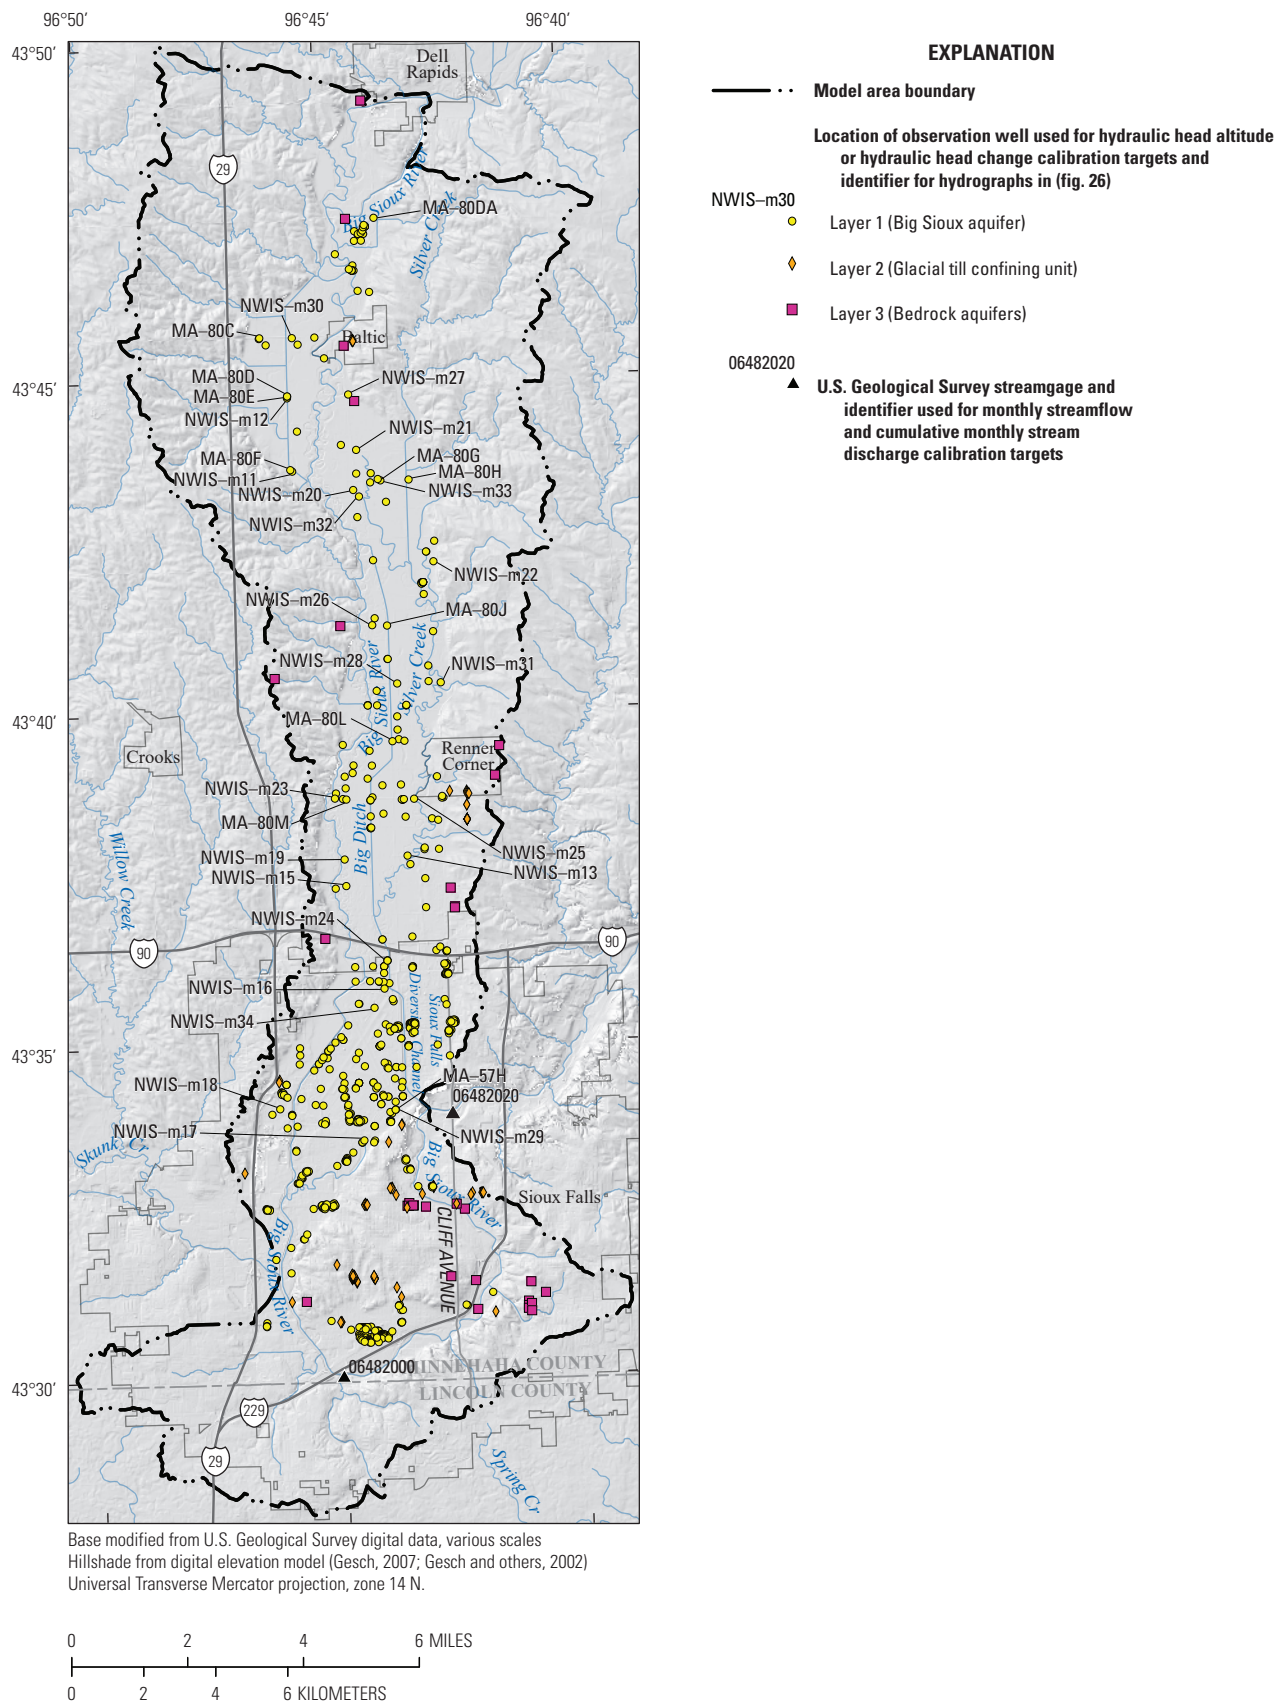 96°50′
96°45′
96°40′
43°50′
Dell
Rapids
29
Big Sioux River
Silver Creek
MA–80DA
NWIS–m30
MA–80C
Baltic
43°45′
MA–80D
MA–80E
NWIS–m12
NWIS–m27
NWIS–m21
MA–80F
NWIS–m11
MA–80G
MA–80H
NWIS–m20
NWIS–m33
NWIS–m32
NWIS–m22
NWIS–m26
MA–80J
Big Sioux River
Silver Creek
NWIS–m28
NWIS–m31
43°40′
MA–80L
Crooks
Renner
Corner
NWIS–m23
MA–80M
Big Ditch
Willow Creek
NWIS–m19
NWIS–m25
NWIS–m15
NWIS–m13
NWIS–m24
90
90
NWIS–m16
Diversion Channel
Sioux Falls
NWIS–m34
43°35′
NWIS–m18
MA–57H
06482020
NWIS–m17
NWIS–m29
Skunk Cr
Big Sioux River
Sioux Falls
Big Sioux River
CLIFF AVENUE
06482000
MINNEHAHA COUNTY
LINCOLN COUNTY
43°30′
229
29
Spring Cr
Base modified from U.S. Geological Survey digital data, various scales
Hillshade from digital elevation model (Gesch, 2007; Gesch and others, 2002)
Universal Transverse Mercator projection, zone 14 N.
0 2 4 6 MILES
0 2 4 6 KILOMETERS
EXPLANATION
Model area boundary
Location of observation well used for hydraulic head altitude
or hydraulic head change calibration targets and
identifier for hydrographs in (fig. 26)
NWIS–m30
Layer 1 (Big Sioux aquifer)
Layer 2 (Glacial till confining unit)
Layer 3 (Bedrock aquifers)
06482020
U.S. Geological Survey streamgage and
identifier used for monthly streamflow
and cumulative monthly stream
discharge calibration targets